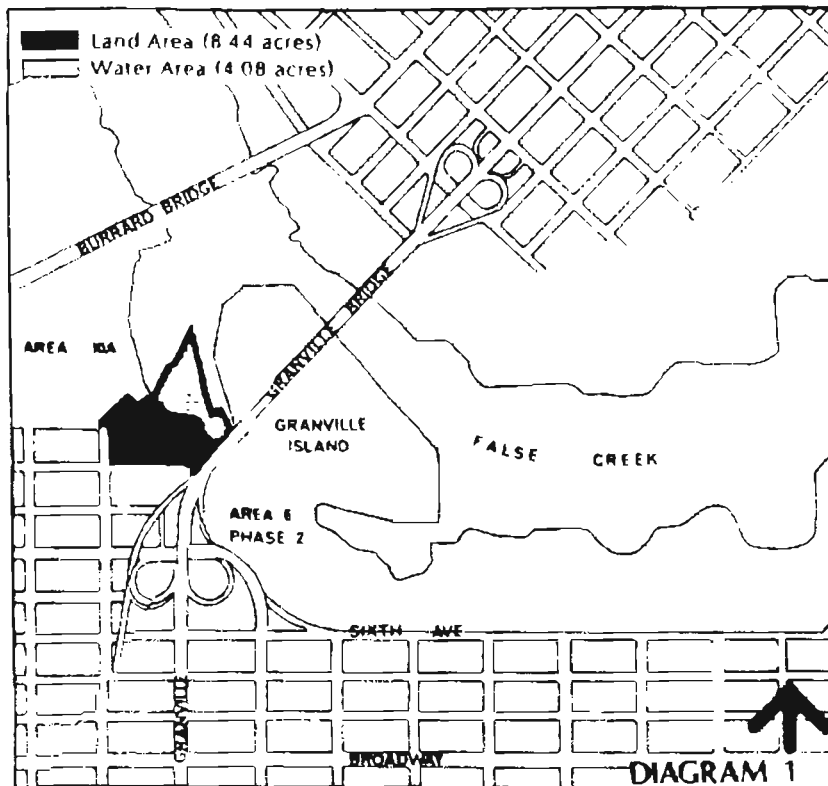 Land Area (8.44 acres)
Water Area (4.08 acres)
BURRARD BRIDGE
GRANVILLE BRIDGE
AREA 10A
GRANVILLE
ISLAND
FALSE CREEK
AREA 6
PHASE 2
SIXTH AVE
GRANVILLE
BROADWAY
DIAGRAM 1